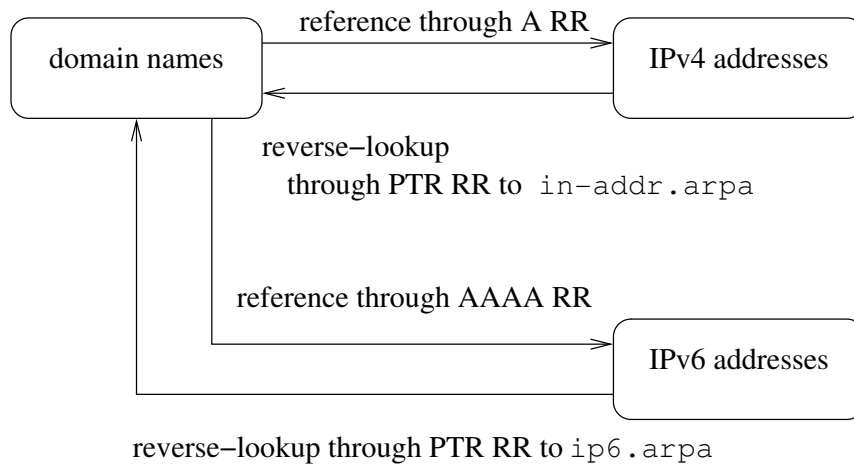 reference through A RR
domain names
IPv4 addresses
reverse−lookup
through PTR RR to in−addr.arpa
reference through AAAA RR
IPv6 addresses
reverse−lookup through PTR RR to ip6.arpa